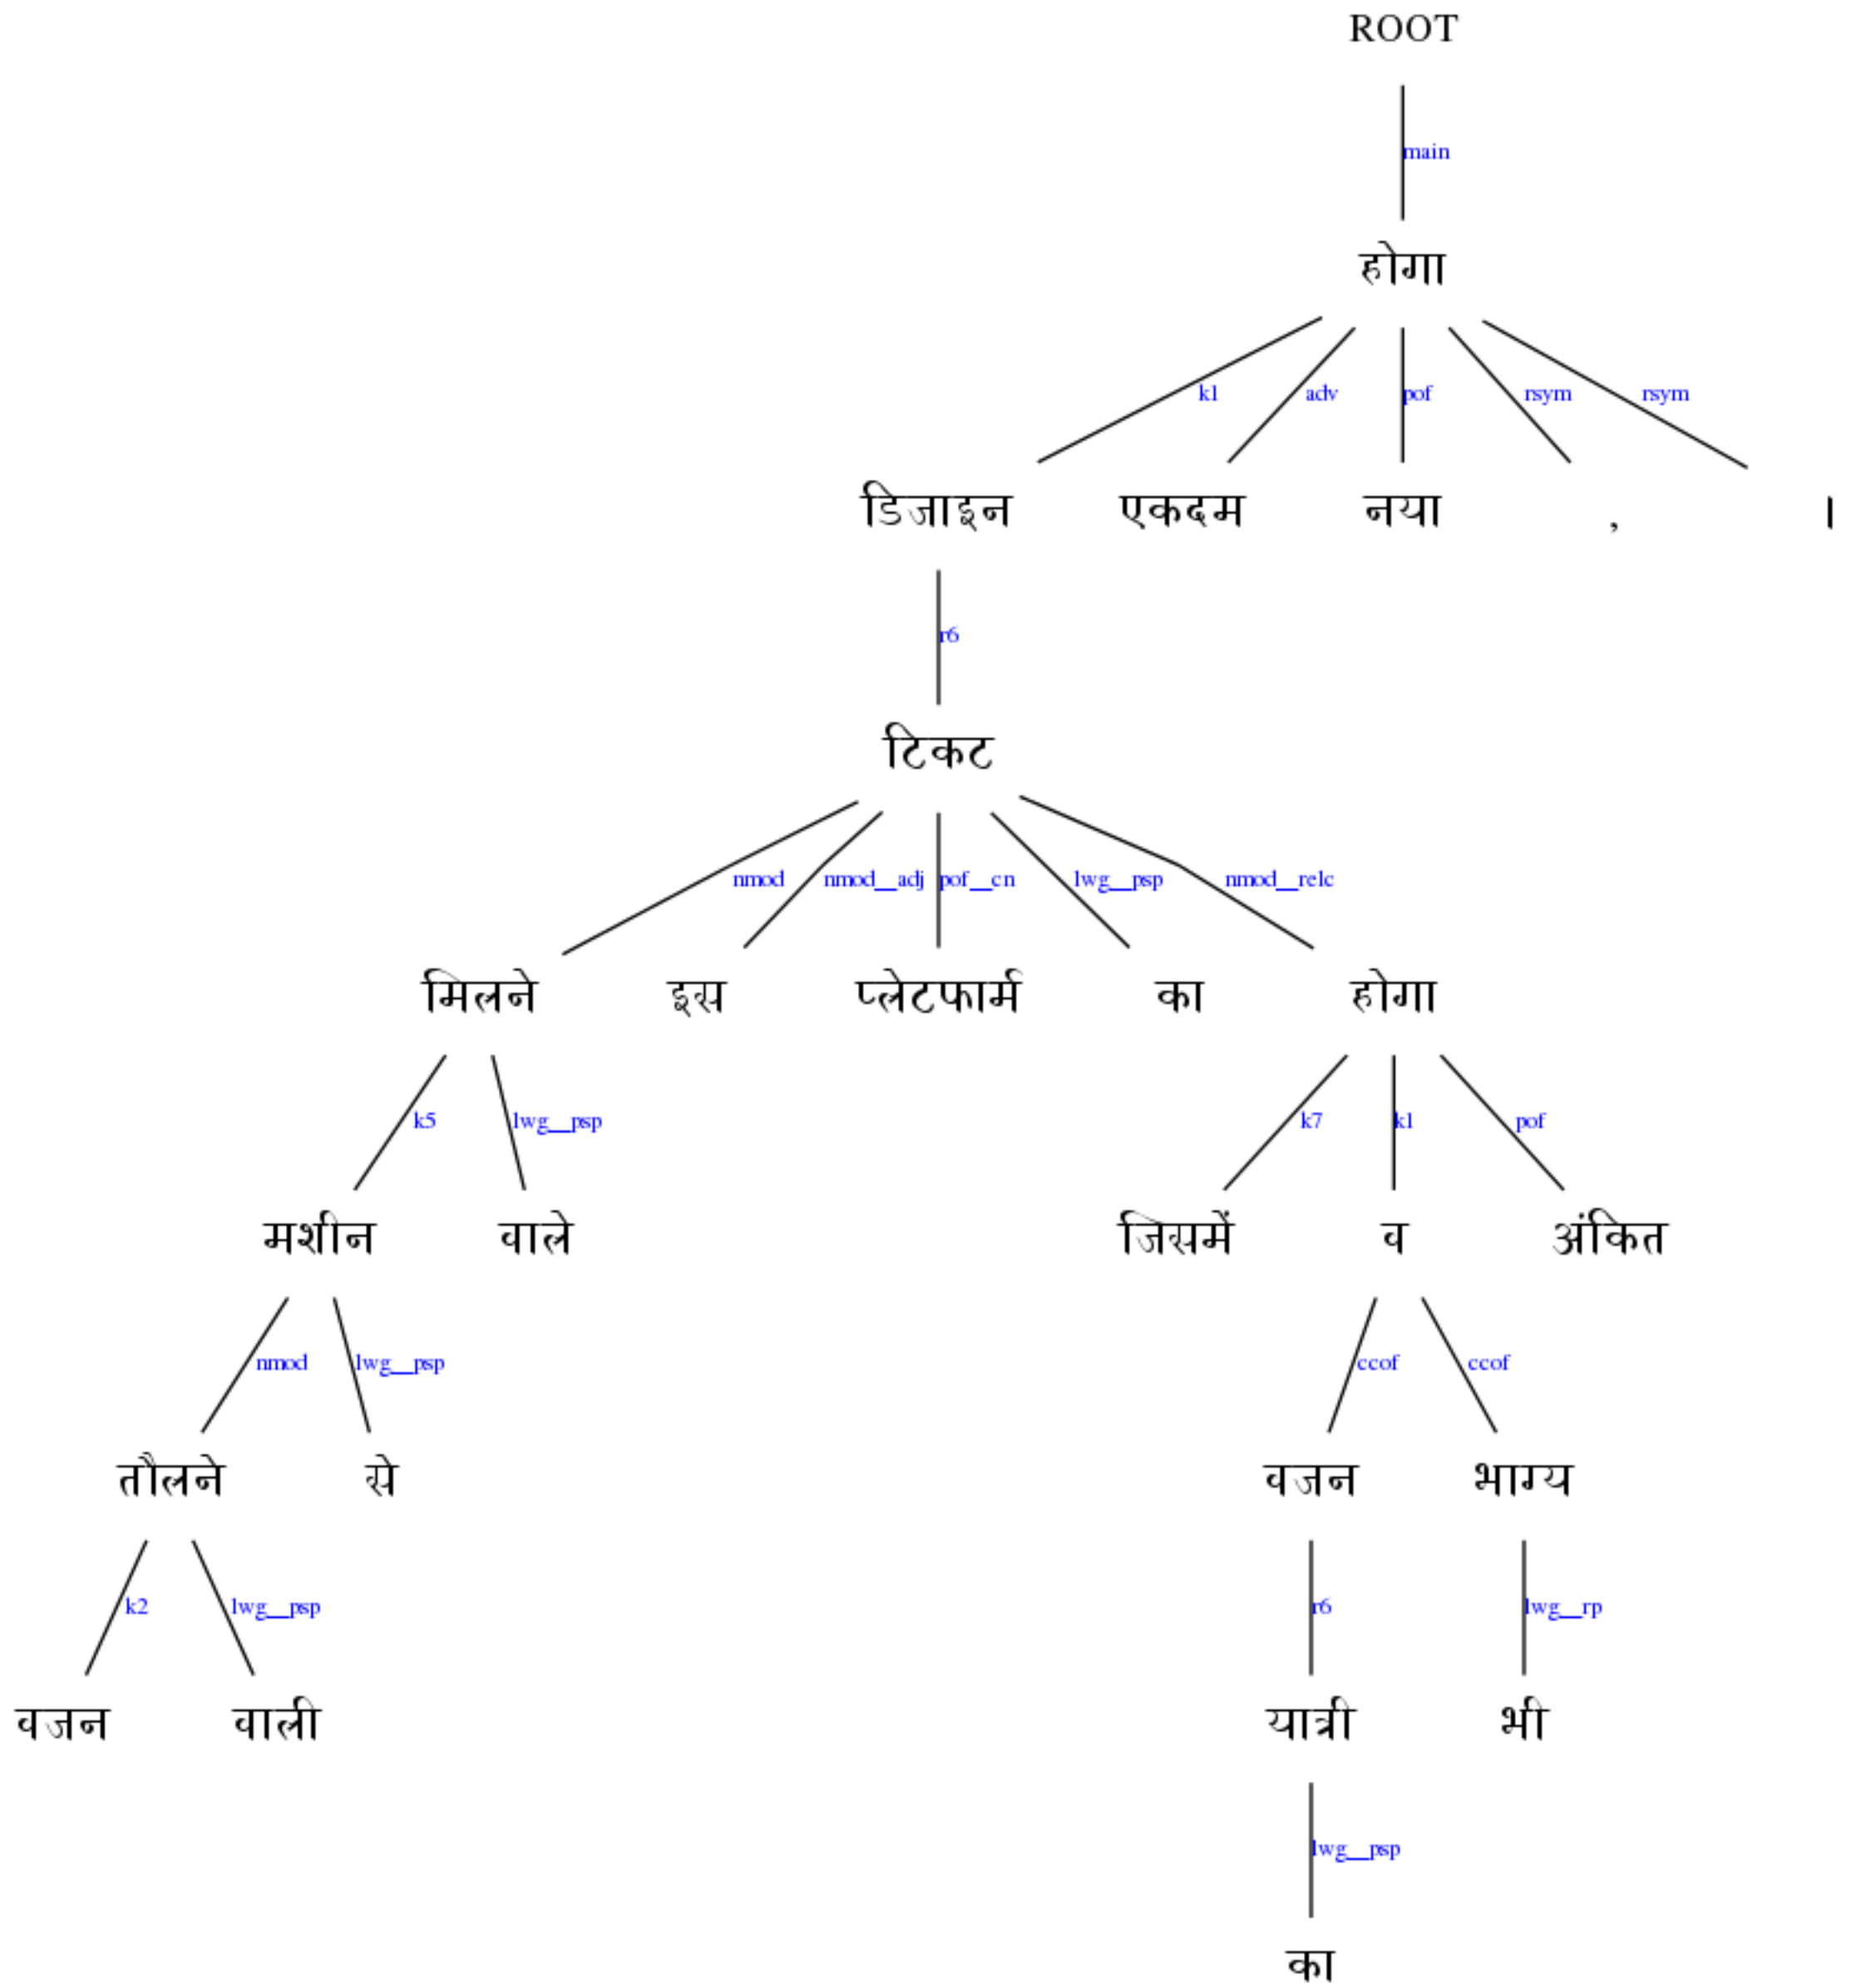 ROOT
main
होगा
k1 adv pof rsym rsym
डिजाइन एकदम नया , ।
r6
टिकट
nmod nmod__adj pof__cn lwg__psp nmod__relc
मिलने इस प्लेटफार्म का होगा
k5 lwg__psp k7 k1 pof
मशीन वाले जिसमें व अंकित
nmod lwg__psp ccof ccof
तौलने से वजन भाग्य
k2 lwg__psp r6 lwg__rp
वजन वाली यात्री भी
lwg__psp
का